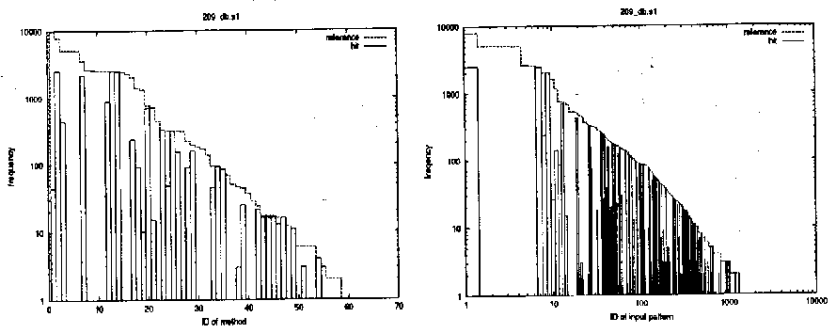 209_db.s1
reference
hit
10000
1000
100
10
1
frequency
0 10 20 30 40 50 60 70
ID of method
209_db.s1
reference
hit
10000
1000
100
10
1
freqency
1 10 100 1000 10000
ID of input pattern